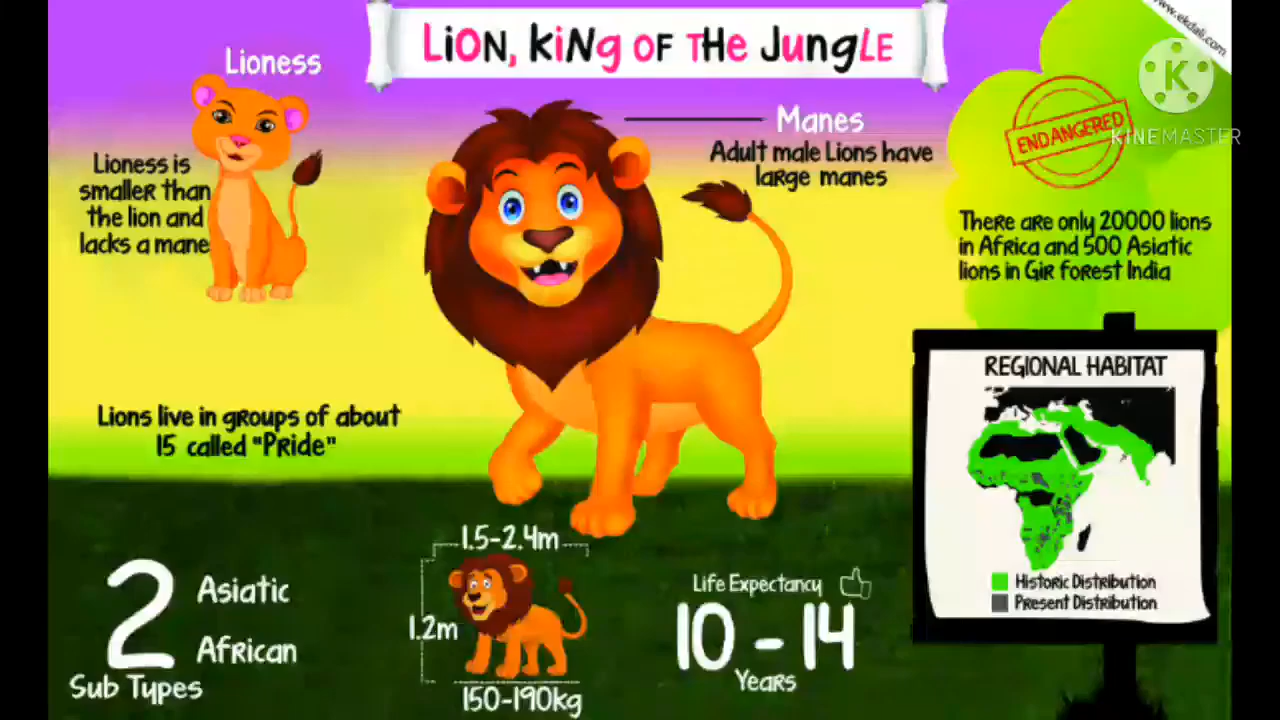 Lion, King of the Jungle
www.ekdali.com
K
KINEMASTER
Lioness
Lioness is
smaller than
the lion and
lacks a mane
Manes
Adult male Lions have
large manes
ENDANGERED
There are only 20000 lions
in Africa and 500 Asiatic
lions in Gir forest India
Lions live in groups of about
15 called "Pride"
REGIONAL HABITAT
Historic Distribution
Present Distribution
2
Sub Types
Asiatic
African
1.5-2.4m
1.2m
150-190kg
Life Expectancy
10 - 14
Years